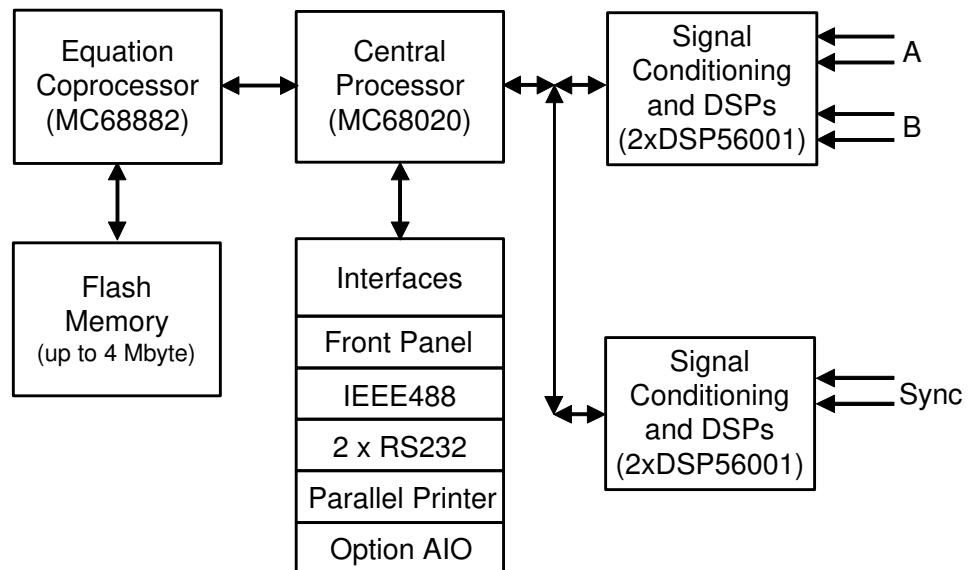 Equation
Coprocessor
(MC68882)
Central
Processor
(MC68020)
Signal
Conditioning
and DSPs
(2xDSP56001)
A
B
Flash
Memory
(up to 4 Mbyte)
Interfaces
Front Panel
IEEE488
2 x RS232
Parallel Printer
Option AIO
Signal
Conditioning
and DSPs
(2xDSP56001)
Sync